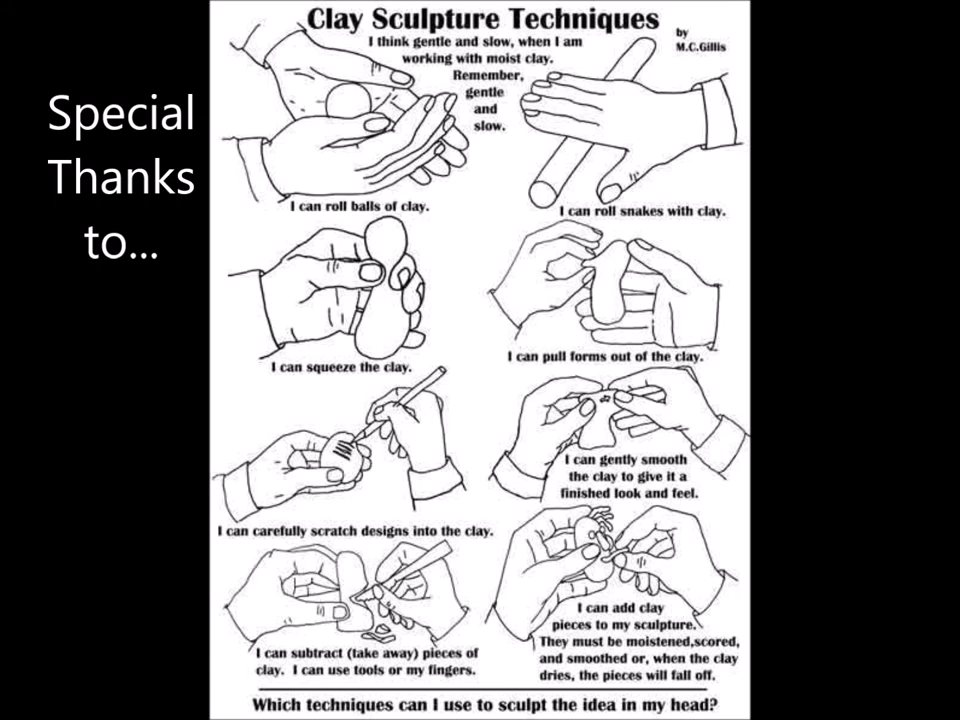 Special
Thanks
to...
Clay Sculpture Techniques
by
M.C.Gillis
I think gentle and slow, when I am
working with moist clay.
Remember,
gentle
and
slow.
I can roll balls of clay.
I can roll snakes with clay.
I can squeeze the clay.
I can pull forms out of the clay.
I can carefully scratch designs into the clay.
I can gently smooth
the clay to give it a
finished look and feel.
I can subtract (take away) pieces of
clay. I can use tools or my fingers.
I can add clay
pieces to my sculpture.
They must be moistened,scored,
and smoothed or, when the clay
dries, the pieces will fall off.
Which techniques can I use to sculpt the idea in my head?